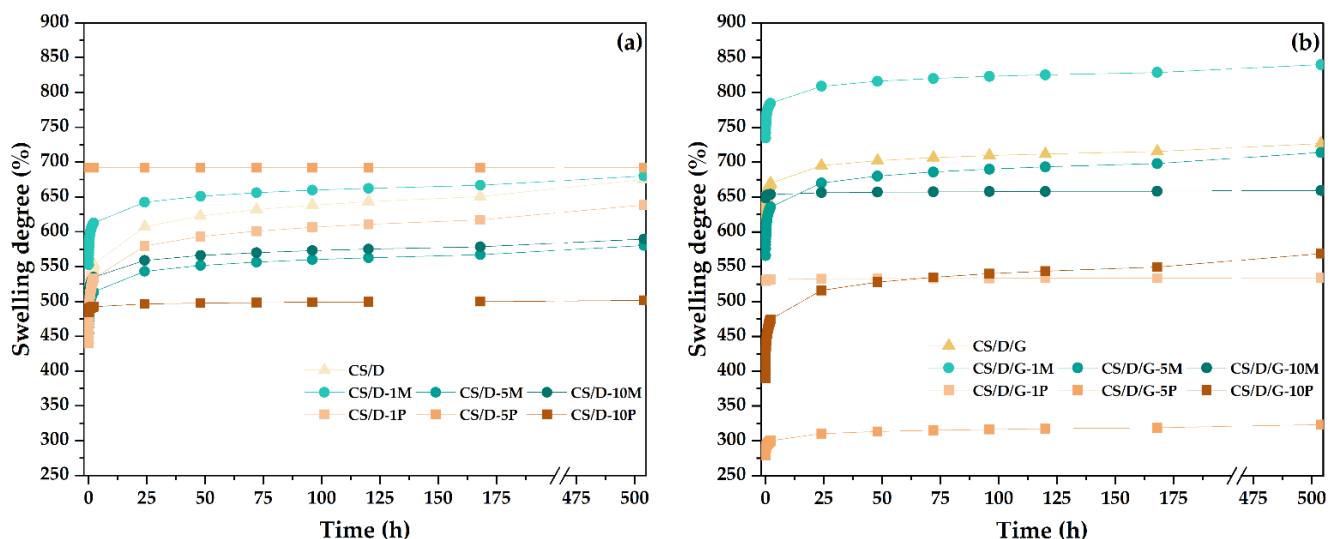 (a)
Swelling degree (%)
900
850
800
750
700
650
600
550
500
450
400
350
300
250
CS/D
CS/D-1M CS/D-5M CS/D-10M
CS/D-1P CS/D-5P CS/D-10P
0 25 50 75 100 125 150 175 475 500
Time (h)
(b)
Swelling degree (%)
900
850
800
750
700
650
600
550
500
450
400
350
300
250
CS/D/G
CS/D/G-1M CS/D/G-5M CS/D/G-10M
CS/D/G-1P CS/D/G-5P CS/D/G-10P
0 25 50 75 100 125 150 175 475 500
Time (h)